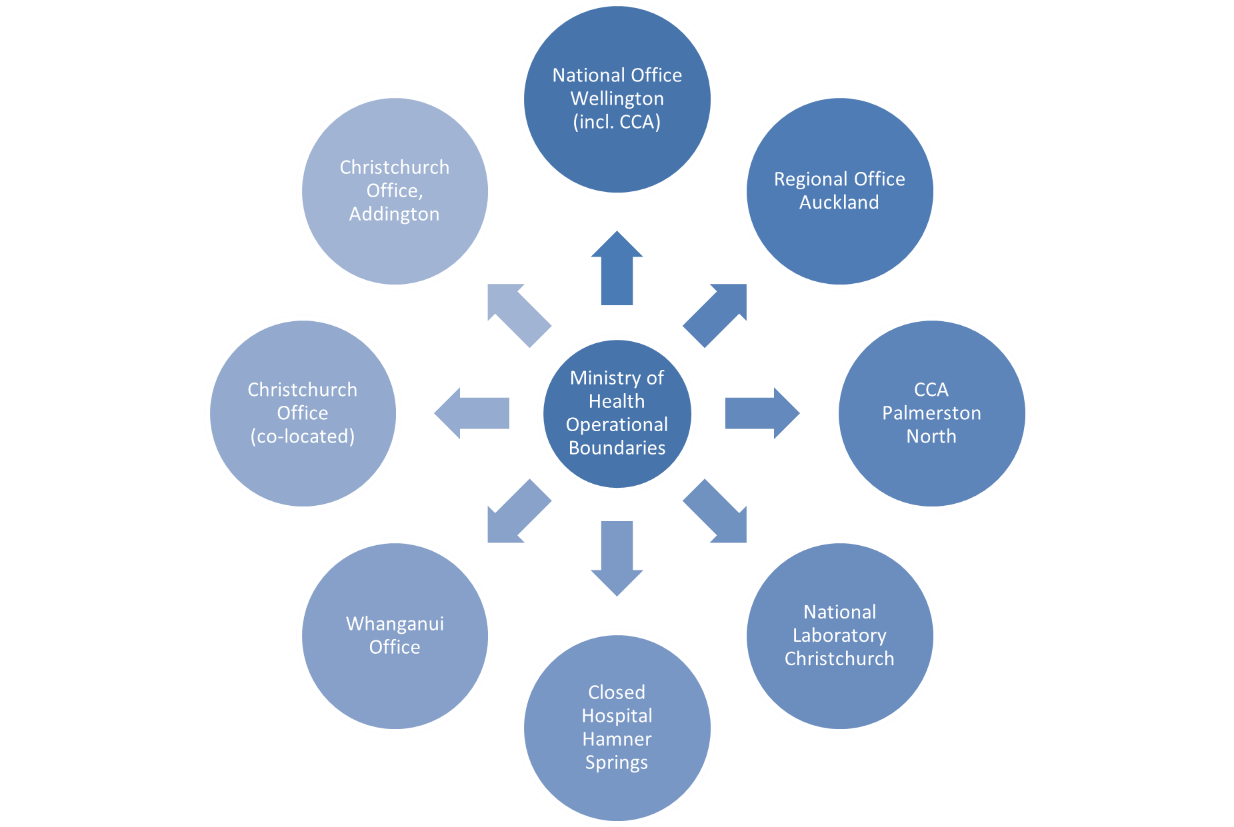 National Office
Wellington
(incl. CCA)
Regional Office
Auckland
CCA
Palmerston
North
National
Laboratory
Christchurch
Closed
Hospital
Hamner
Springs
Whanganui
Office
Christchurch
Office
(co-located)
Christchurch
Office,
Addington
Ministry of
Health
Operational
Boundaries